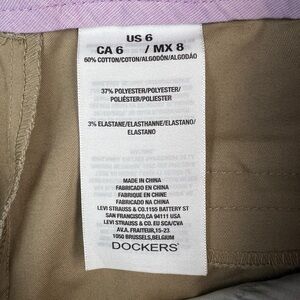 US 6
CA 6 / MX 8
60% COTTON/COTON/ALGODÓN/ALGODÃO
37% POLYESTER/POLYESTER/
POLIÉSTER/POLIÉSTER
3% ELASTANE/ELASTHANNE/ELASTANO/
ELASTANO
MADE IN CHINA
FABRICADO EN CHINA
FABRIQUÉ EN CHINE
FABRICADO NA CHINA
LEVI STRAUSS & CO.1155 BATTERY ST
SAN FRANCISCO,CA 94111 USA
LEVI STRAUSS & CO. EU SCA/CVA
AV.A. FRAITEUR,15-23
1050 BRUSSELS,BELGIUM
DOCKERS